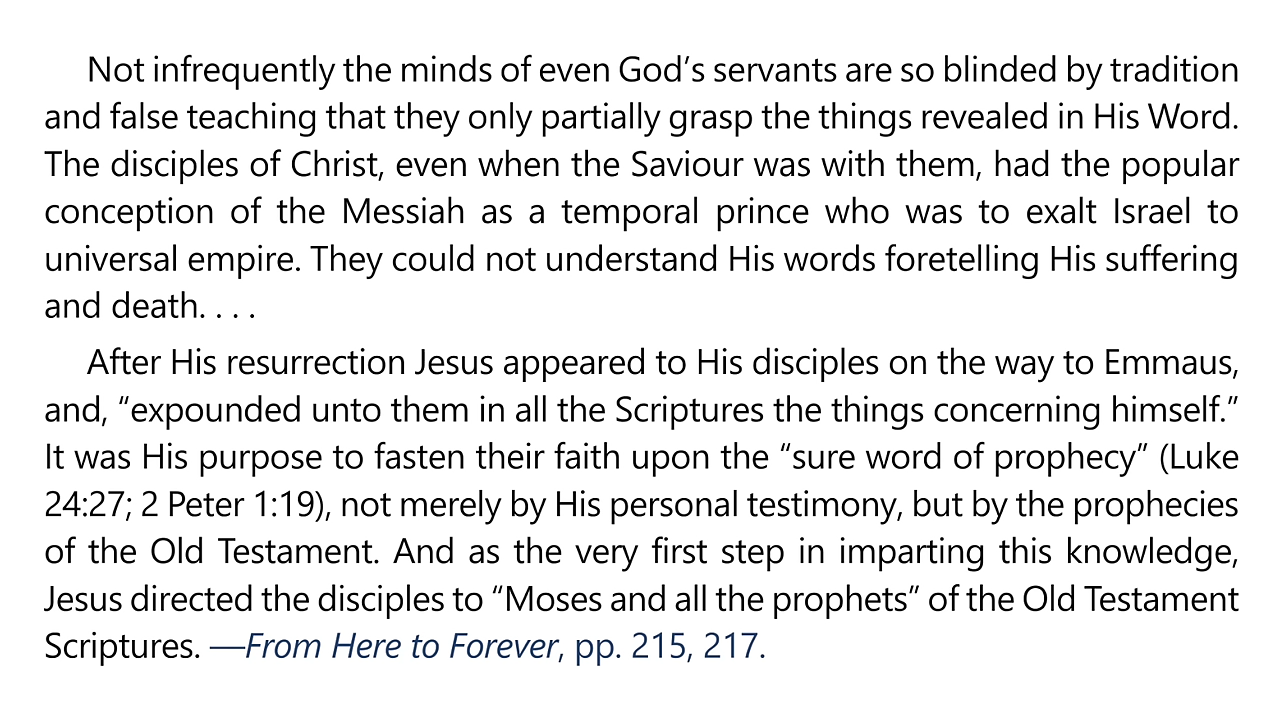 Not infrequently the minds of even God’s servants are so blinded by tradition
and false teaching that they only partially grasp the things revealed in His Word.
The disciples of Christ, even when the Saviour was with them, had the popular
conception of the Messiah as a temporal prince who was to exalt Israel to
universal empire. They could not understand His words foretelling His suffering
and death. . . .
After His resurrection Jesus appeared to His disciples on the way to Emmaus,
and, “expounded unto them in all the Scriptures the things concerning himself.”
It was His purpose to fasten their faith upon the “sure word of prophecy” (Luke
24:27; 2 Peter 1:19), not merely by His personal testimony, but by the prophecies
of the Old Testament. And as the very first step in imparting this knowledge,
Jesus directed the disciples to “Moses and all the prophets” of the Old Testament
Scriptures. —From Here to Forever, pp. 215, 217.